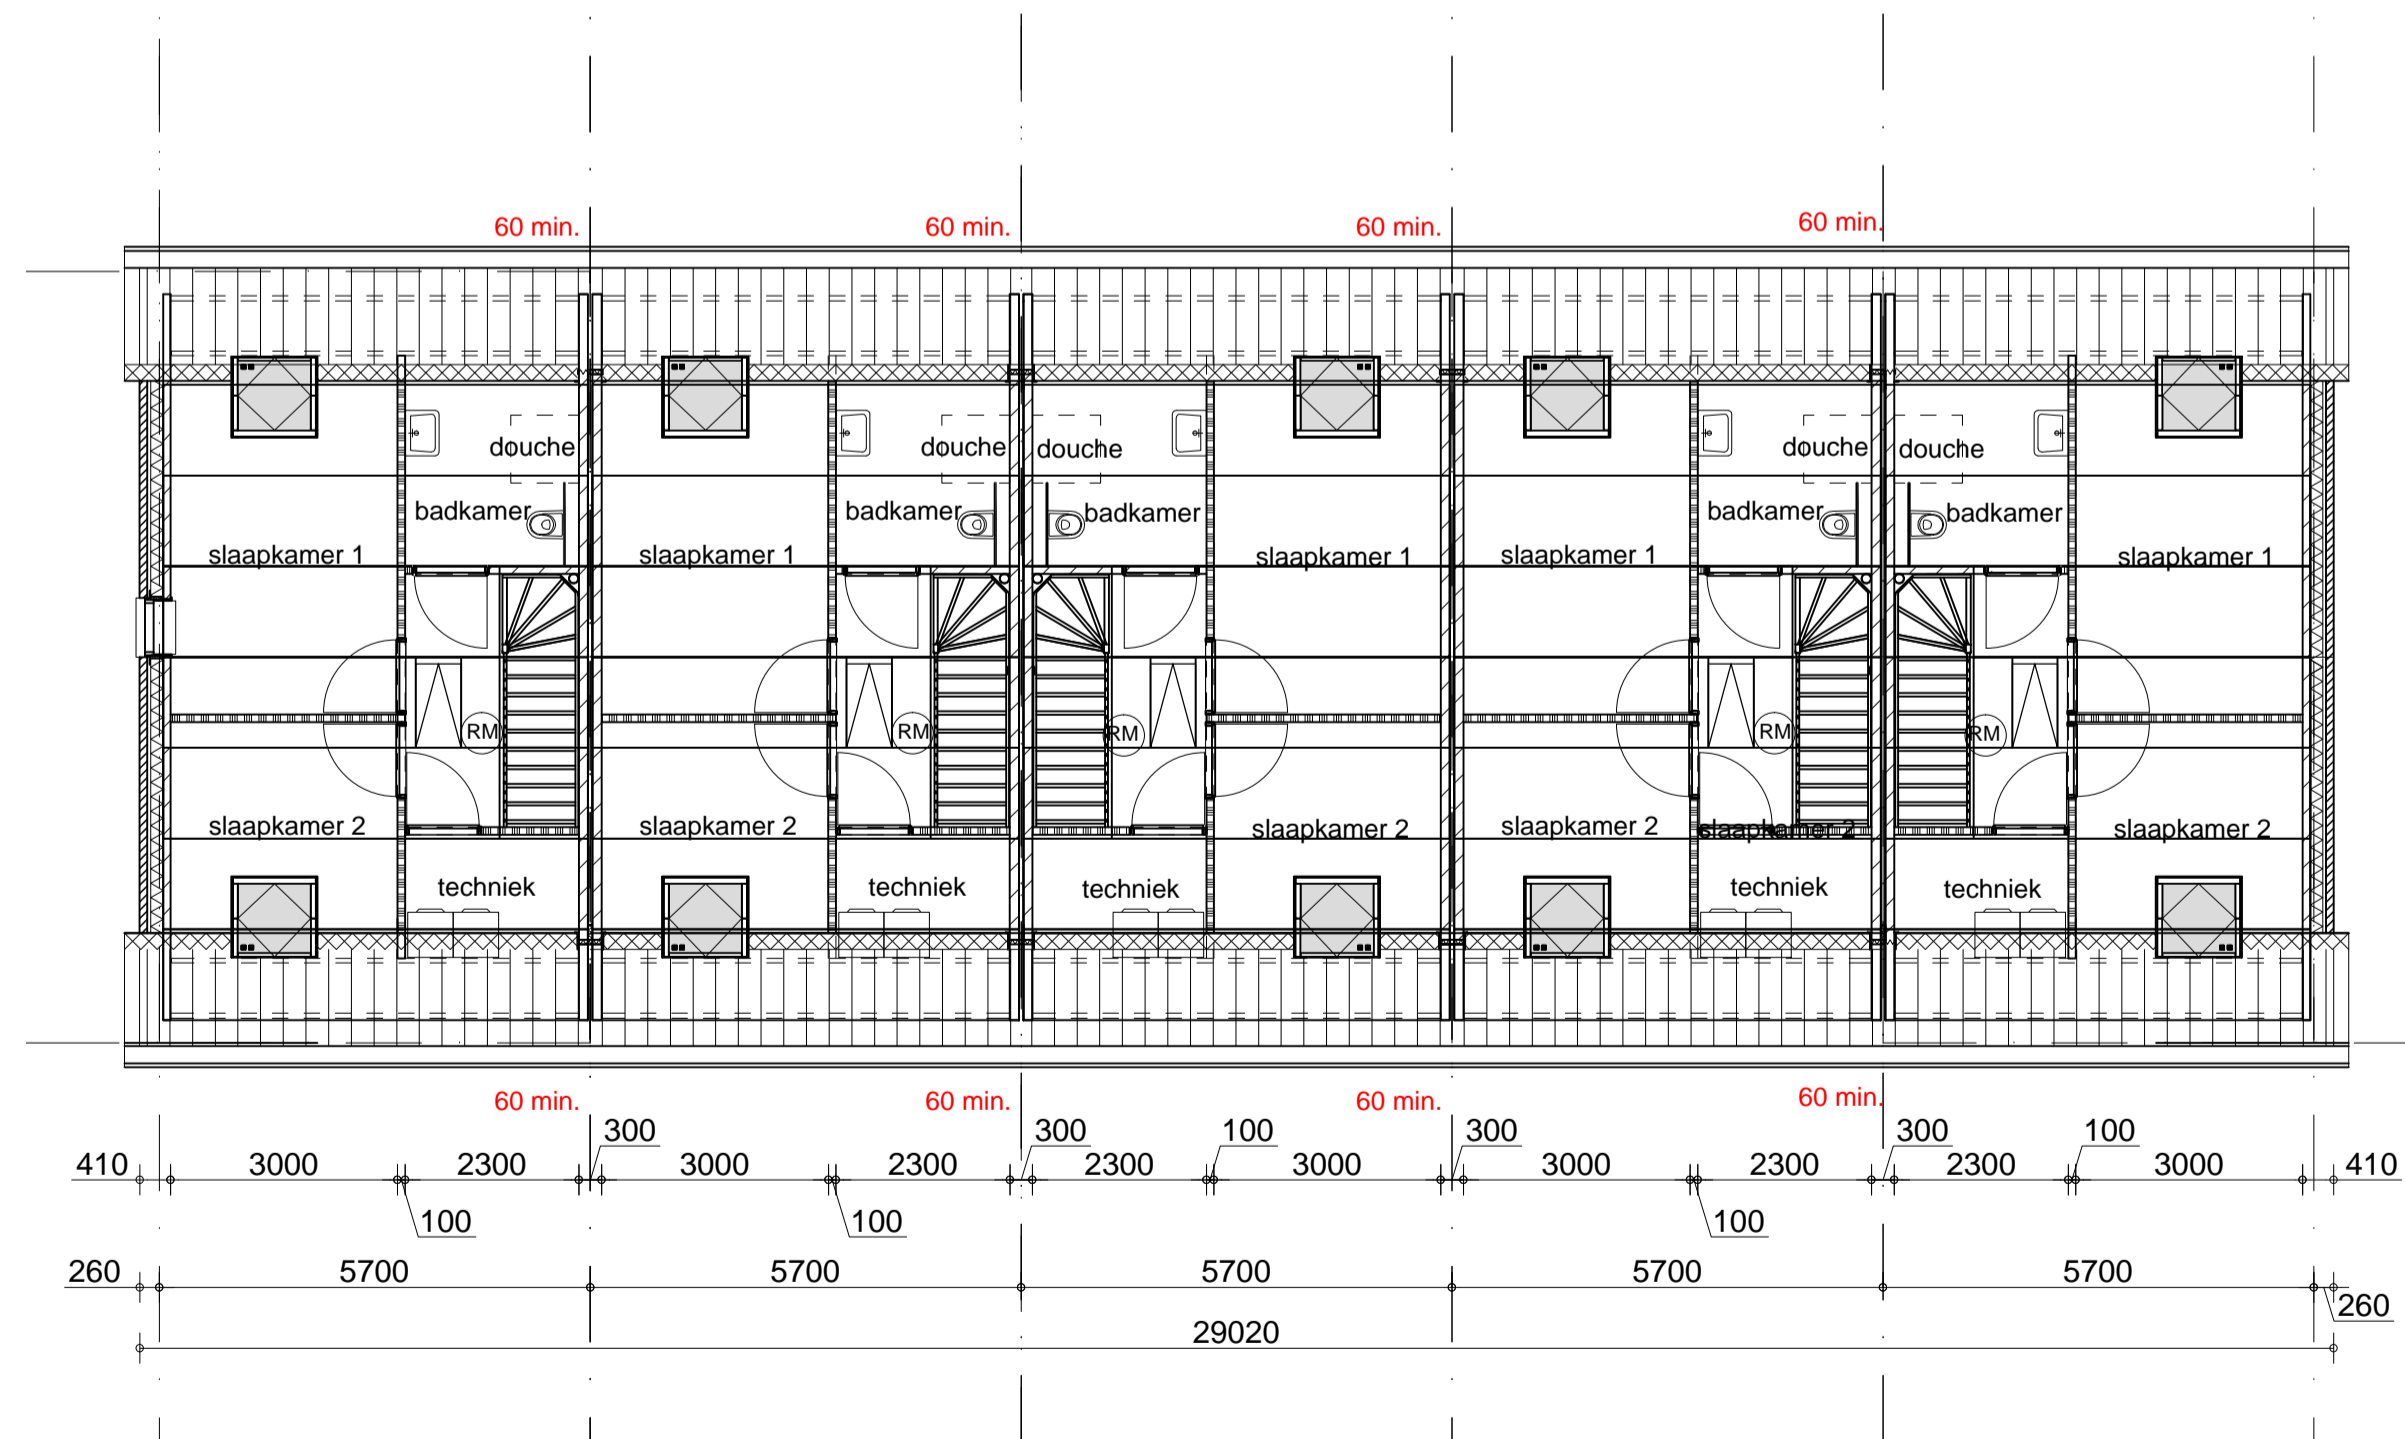 60 min. 60 min. 60 min. 60 min.
douche douche douche douche douche
badkamer badkamer badkamer badkamer badkamer
slaapkamer 1 slaapkamer 1 slaapkamer 1 slaapkamer 1 slaapkamer 1
RM RM RM RM RM
slaapkamer 2 slaapkamer 2 slaapkamer 2 slaapkamer 2 slaapkamer 2 slaapkamer 2
techniek techniek techniek techniek techniek
60 min. 60 min. 60 min. 60 min.
300 300 100 300 300 100
410 3000 2300 3000 2300 2300 3000 3000 2300 2300 3000 410
100 100 100
260 5700 5700 5700 5700 5700
260
29020